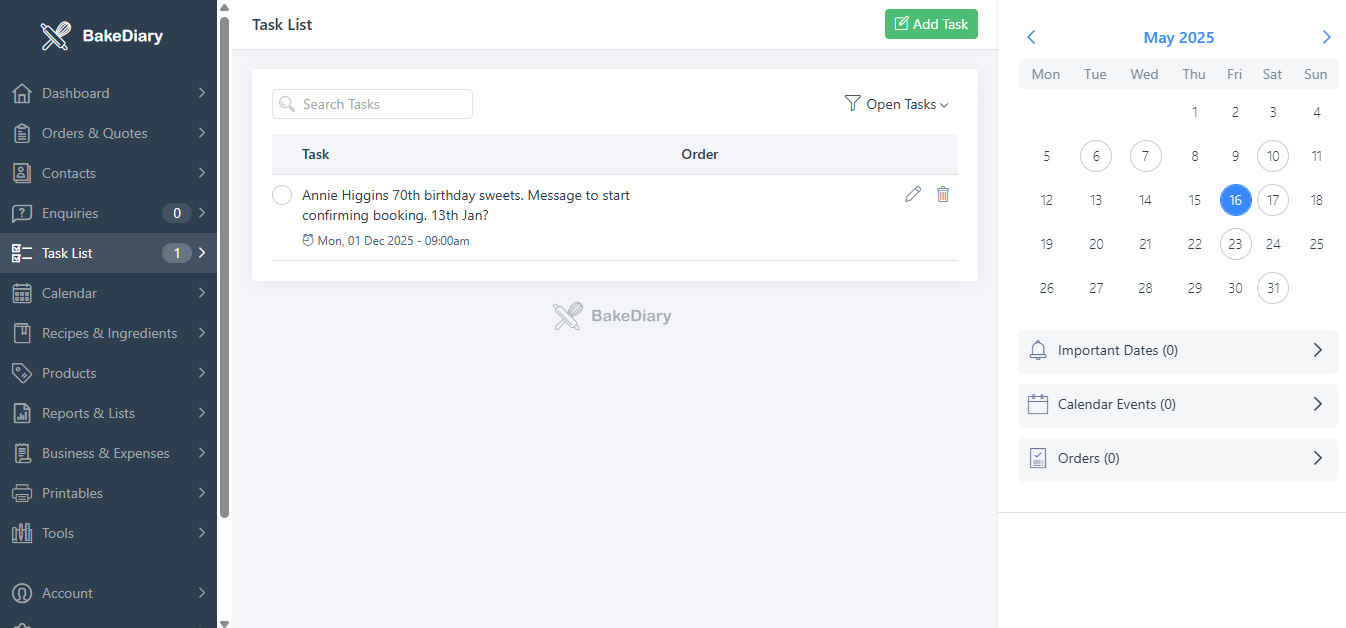 BakeDiary
Dashboard
Orders & Quotes
Contacts
Enquiries 0
Task List 1
Calendar
Recipes & Ingredients
Products
Reports & Lists
Business & Expenses
Printables
Tools
Account
Task List
Add Task
Search Tasks
Open Tasks
Task Order
Annie Higgins 70th birthday sweets. Message to start
confirming booking. 13th Jan?
Mon, 01 Dec 2025 - 09:00am
BakeDiary
May 2025
Mon Tue Wed Thu Fri Sat Sun
1 2 3 4
5 6 7 8 9 10 11
12 13 14 15 16 17 18
19 20 21 22 23 24 25
26 27 28 29 30 31
Important Dates (0)
Calendar Events (0)
Orders (0)